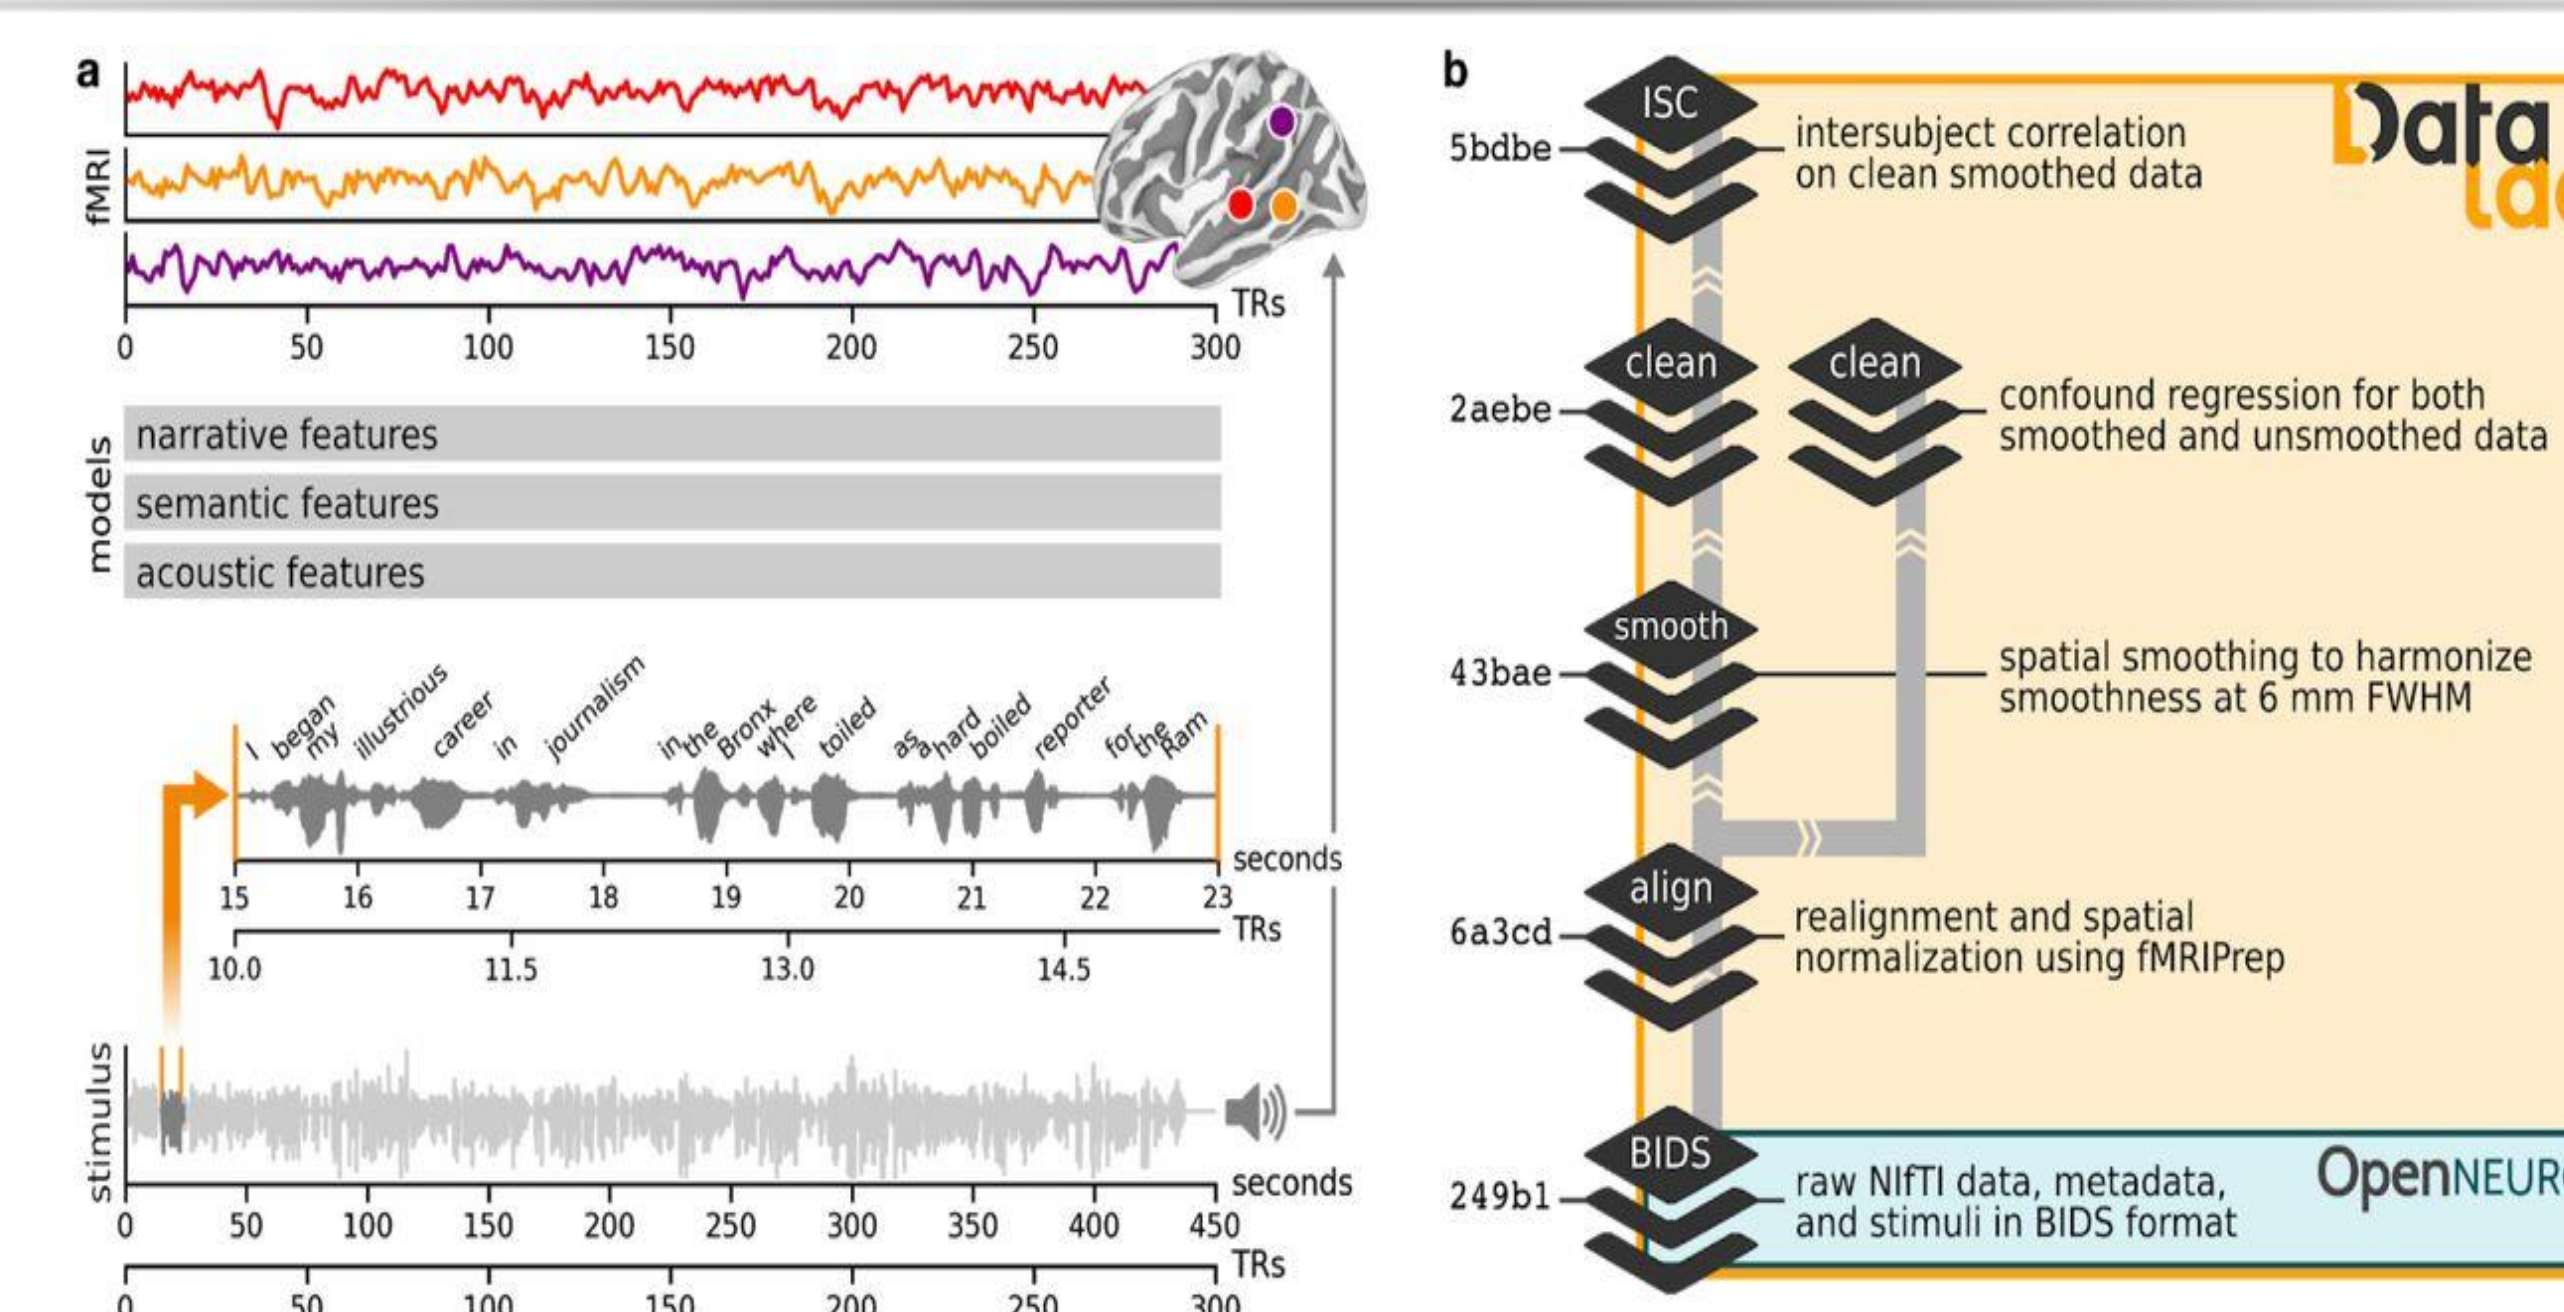 a
fMRI
TRs
0 50 100 150 200 250 300
models
narrative features
semantic features
acoustic features
I began my illustrious career in journalism in the Bronx where I toiled as a hard boiled reporter for the Ram
seconds
15 16 17 18 19 20 21 22 23
TRs
10.0 11.5 13.0 14.5
stimulus
seconds
0 50 100 150 200 250 300 350 400 450
TRs
0 50 100 150 200 250 300
b
Data
ISC
5bdbe
intersubject correlation
on clean smoothed data
clean
clean
2aebe
confound regression for both
smoothed and unsmoothed data
smooth
43bae
spatial smoothing to harmonize
smoothness at 6 mm FWHM
align
6a3cd
realignment and spatial
normalization using fMRIPrep
BIDS
249b1
raw NIfTI data, metadata,
and stimuli in BIDS format
OpenNEUR